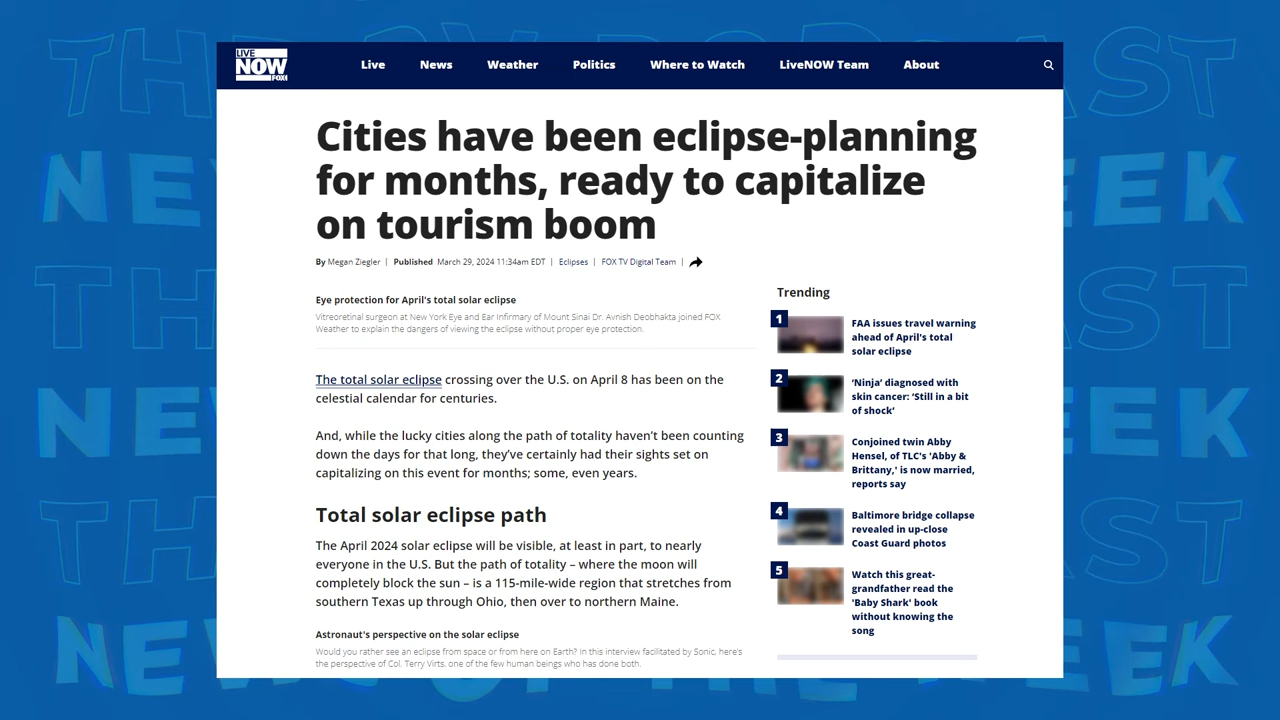 THE RV PODCAST
NEWS OF THE WEEK
LIVE
NOW
FOX
Live
News
Weather
Politics
Where to Watch
LiveNOW Team
About
Cities have been eclipse-planning
for months, ready to capitalize
on tourism boom
By Megan Ziegler | Published March 29, 2024 11:34am EDT | Eclipses | FOX TV Digital Team |
Eye protection for April's total solar eclipse
Vitreoretinal surgeon at New York Eye and Ear Infirmary of Mount Sinai Dr. Avnish Deobhakta joined FOX
Weather to explain the dangers of viewing the eclipse without proper eye protection.
The total solar eclipse crossing over the U.S. on April 8 has been on the
celestial calendar for centuries.
And, while the lucky cities along the path of totality haven’t been counting
down the days for that long, they’ve certainly had their sights set on
capitalizing on this event for months; some, even years.
Total solar eclipse path
The April 2024 solar eclipse will be visible, at least in part, to nearly
everyone in the U.S. But the path of totality – where the moon will
completely block the sun – is a 115-mile-wide region that stretches from
southern Texas up through Ohio, then over to northern Maine.
Astronaut's perspective on the solar eclipse
Would you rather see an eclipse from space or from here on Earth? In this interview facilitated by Sonic, here's
the perspective of Col. Terry Virts. one of the few human beings who has done both.
Trending
1
FAA issues travel warning
ahead of April's total
solar eclipse
2
‘Ninja’ diagnosed with
skin cancer: ‘Still in a bit
of shock’
3
Conjoined twin Abby
Hensel, of TLC's 'Abby &
Brittany,' is now married,
reports say
4
Baltimore bridge collapse
revealed in up-close
Coast Guard photos
5
Watch this great-
grandfather read the
'Baby Shark' book
without knowing the
song